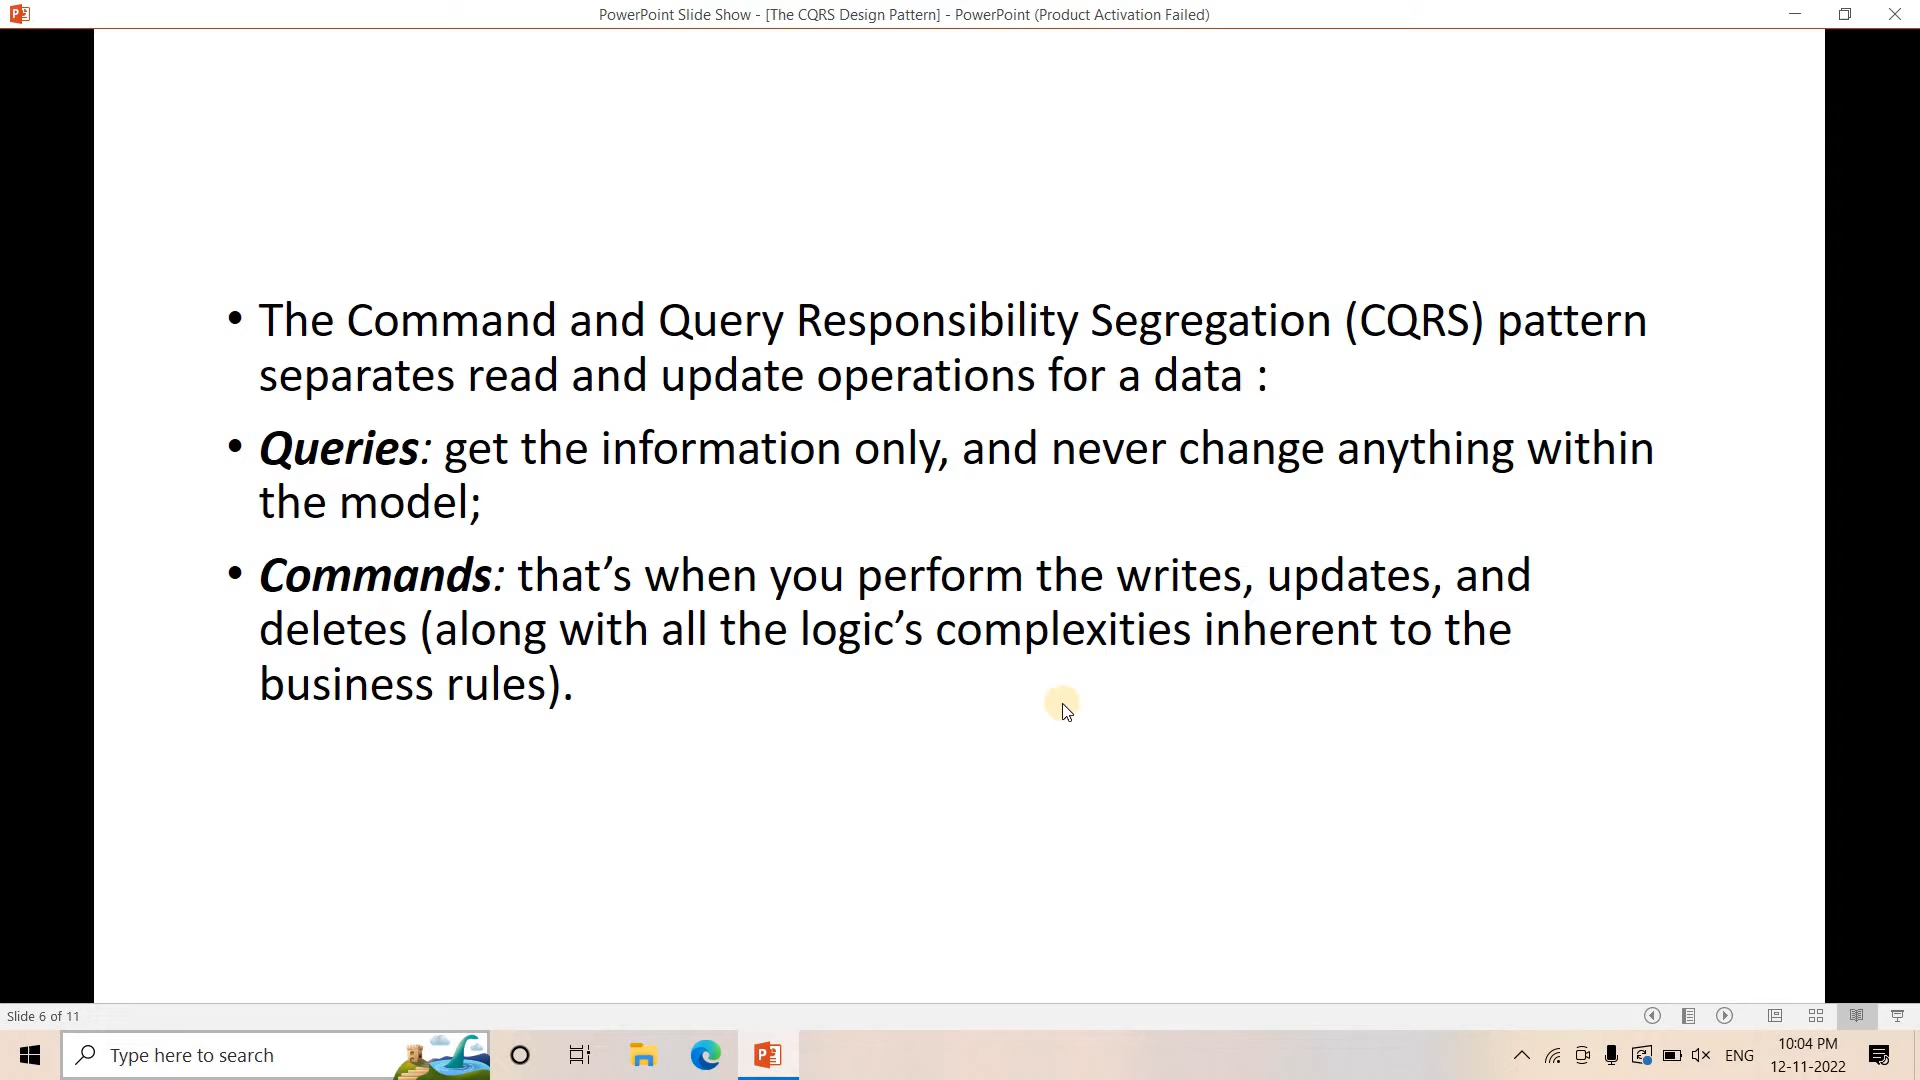 PowerPoint Slide Show - [The CQRS Design Pattern] - PowerPoint (Product Activation Failed)
• The Command and Query Responsibility Segregation (CQRS) pattern
separates read and update operations for a data :
• Queries: get the information only, and never change anything within
the model;
• Commands: that’s when you perform the writes, updates, and
deletes (along with all the logic’s complexities inherent to the
business rules).
Slide 6 of 11
Type here to search
ENG
10:04 PM
12-11-2022